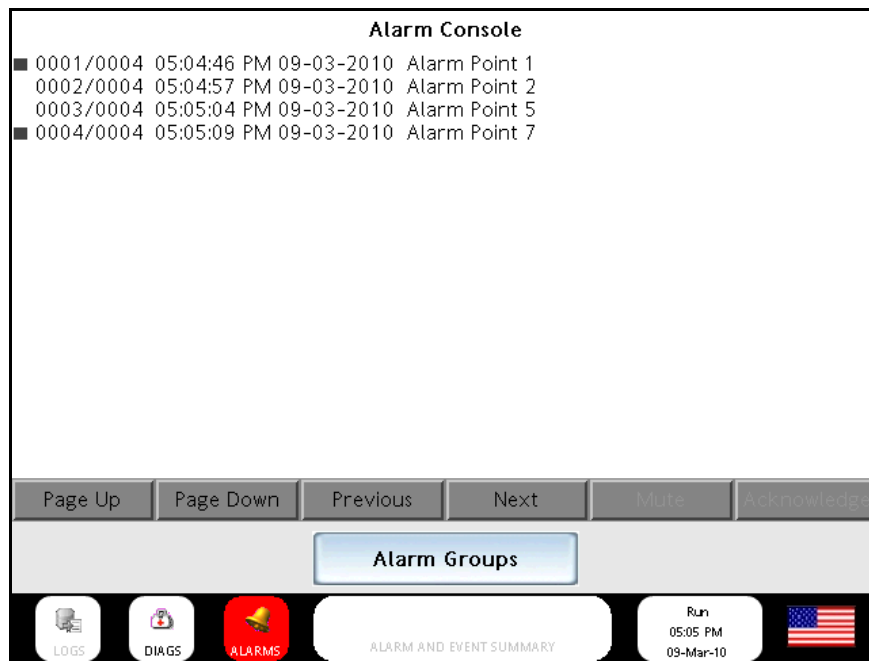 Alarm Console
0001/0004 05:04:46 PM 09-03-2010 Alarm Point 1
0002/0004 05:04:57 PM 09-03-2010 Alarm Point 2
0003/0004 05:05:04 PM 09-03-2010 Alarm Point 5
0004/0004 05:05:09 PM 09-03-2010 Alarm Point 7
Page Up Page Down Previous Next Mute Acknowledge
Alarm Groups
LOGS DIAGS ALARMS ALARM AND EVENT SUMMARY
Run
05:05 PM
09-Mar-10